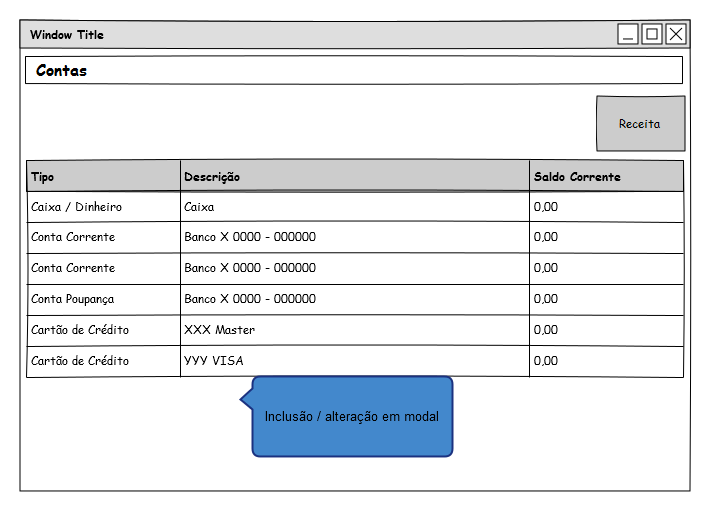 Window Title
Contas
Receita
Tipo Descrição Saldo Corrente
Caixa / Dinheiro Caixa 0,00
Conta Corrente Banco X 0000 - 000000 0,00
Conta Corrente Banco X 0000 - 000000 0,00
Conta Poupança Banco X 0000 - 000000 0,00
Cartão de Crédito XXX Master 0,00
Cartão de Crédito YYY VISA 0,00
Inclusão / alteração em modal